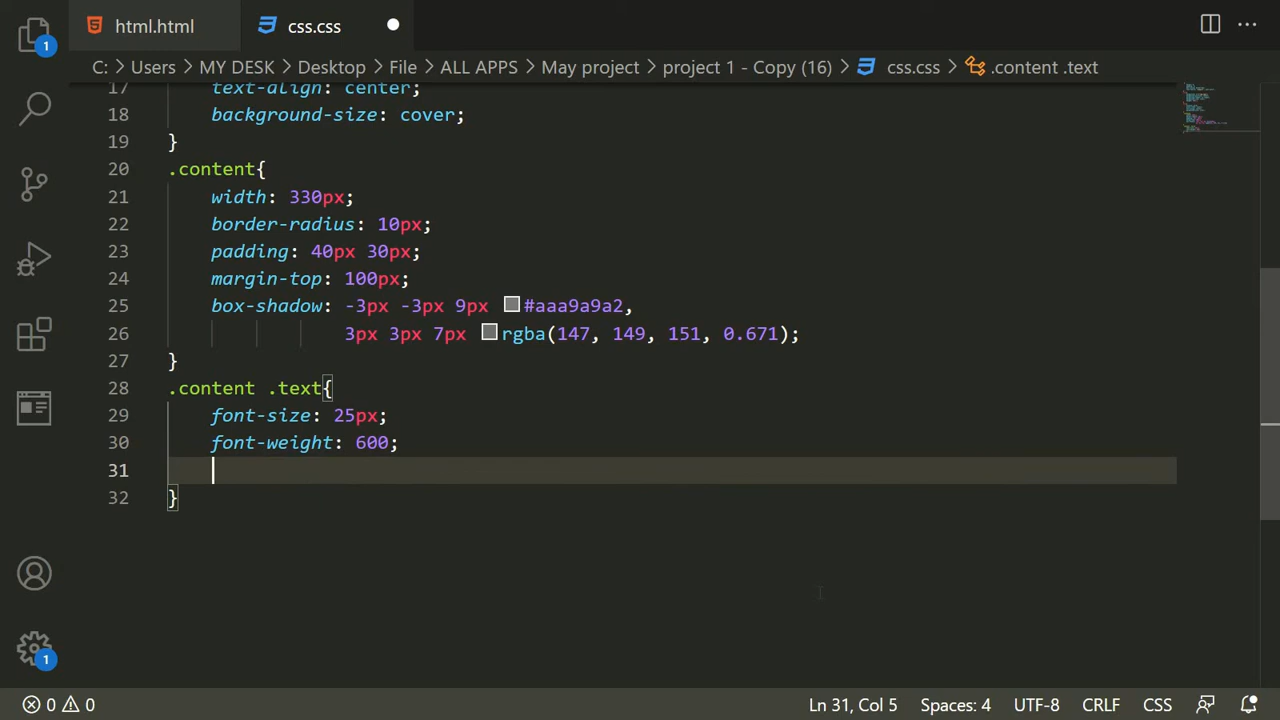 html.html
css.css
C: > Users > MY DESK > Desktop > File > ALL APPS > May project > project 1 - Copy (16) > css.css > .content .text
17 text-align: center;
18 background-size: cover;
19 }
20 .content{
21 width: 330px;
22 border-radius: 10px;
23 padding: 40px 30px;
24 margin-top: 100px;
25 box-shadow: -3px -3px 9px #aaa9a9a2,
26 3px 3px 7px rgba(147, 149, 151, 0.671);
27 }
28 .content .text{
29 font-size: 25px;
30 font-weight: 600;
31
32 }
1
1
0 0
Ln 31, Col 5
Spaces: 4
UTF-8
CRLF
CSS